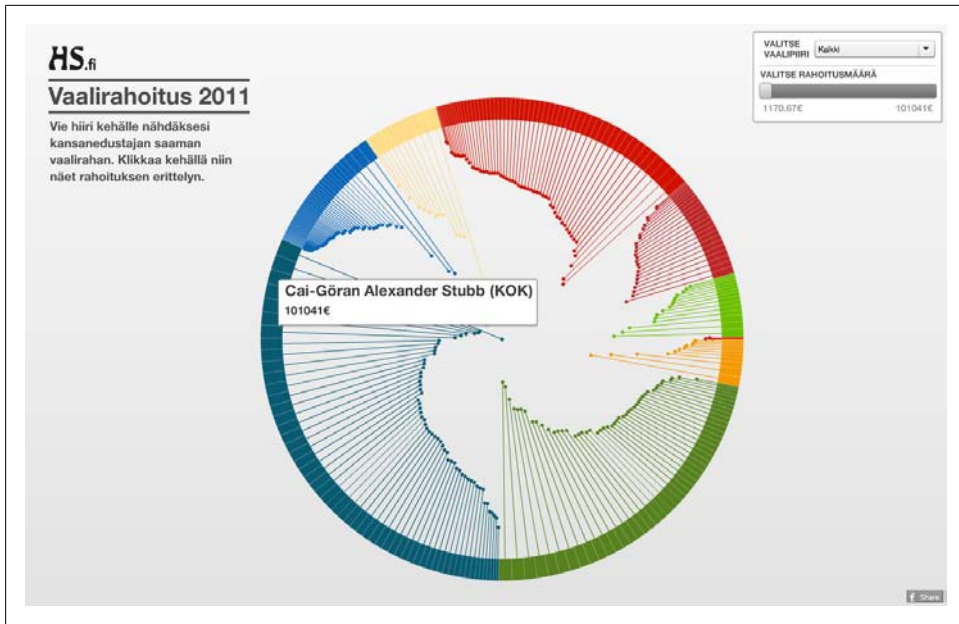 HS.fi
Vaalirahoitus 2011
Vie hiiri kehälle nähdäksesi
kansanedustajan saaman
vaalirahan. Klikkaa kehällä niin
näet rahoituksen erittelyn.
VALITSE
VAALIPIIRI Kaikki
VALITSE RAHOITUSMÄÄRÄ
1170.67€ 101041€
Cai-Göran Alexander Stubb (KOK)
101041€
f Share